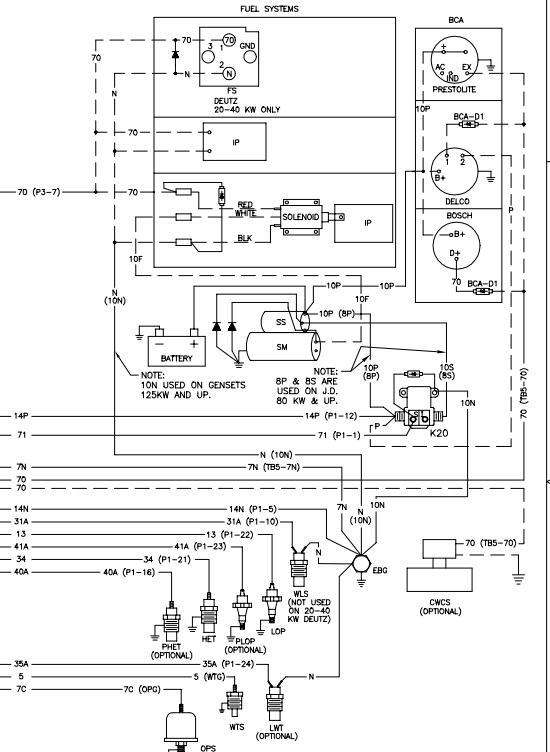 FUEL SYSTEMS
BCA
70
70
3
1
GND
2
N
N
FS
DEUTZ
20-40 KW ONLY
70
N
+
AC
IND
EX
PRESTOLITE
10P
BCA-D1
IP
1
2
B+
DELCO
P
70 (P3-7)
70
RED
WHITE
BLK
SOLENOID
IP
BOSCH
B+
D+
70
BCA-D1
10F
N
(10N)
10P
10P
10F
10P (8P)
SS
SM
BATTERY
-
+
NOTE:
10N USED ON GENSETS
125KW AND UP.
NOTE:
8P & 8S ARE
USED ON J.D.
80 KW & UP.
10P
(8P)
10S
(8S)
10N
70 (TB5-70)
14P
14P (P1-12)
P
71
71 (P1-1)
K20
N (10N)
7N
7N (TB5-7N)
70
70
14N
14N (P1-5)
7N
N
(10N)
10N
31A
31A (P1-10)
13
13 (P1-22)
41A
41A (P1-23)
34
34 (P1-21)
40A
40A (P1-16)
N
EBG
70 (TB5-70)
WLS
(NOT USED
ON 20-40
KW DEUTZ)
CWCS
(OPTIONAL)
PHET
(OPTIONAL)
HET
PLOP
(OPTIONAL)
LOP
35A
35A (P1-24)
5
5 (WTG)
N
7C
7C (OPG)
WTS
LWT
(OPTIONAL)
OPS